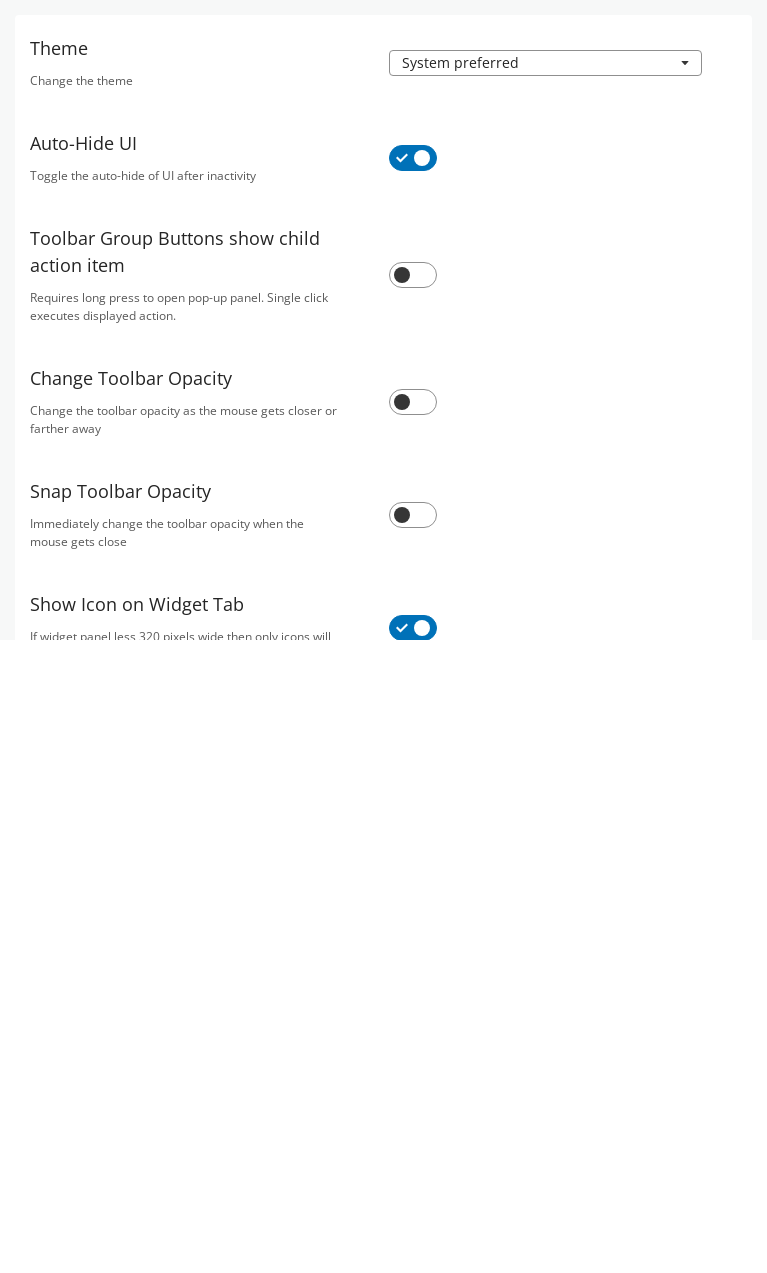 Theme
Change the theme
System preferred
Auto-Hide UI
Toggle the auto-hide of UI after inactivity
Toolbar Group Buttons show child
action item
Requires long press to open pop-up panel. Single click
executes displayed action.
Change Toolbar Opacity
Change the toolbar opacity as the mouse gets closer or
farther away
Snap Toolbar Opacity
Immediately change the toolbar opacity when the
mouse gets close
Show Icon on Widget Tab
If widget panel less 320 pixels wide then only icons will